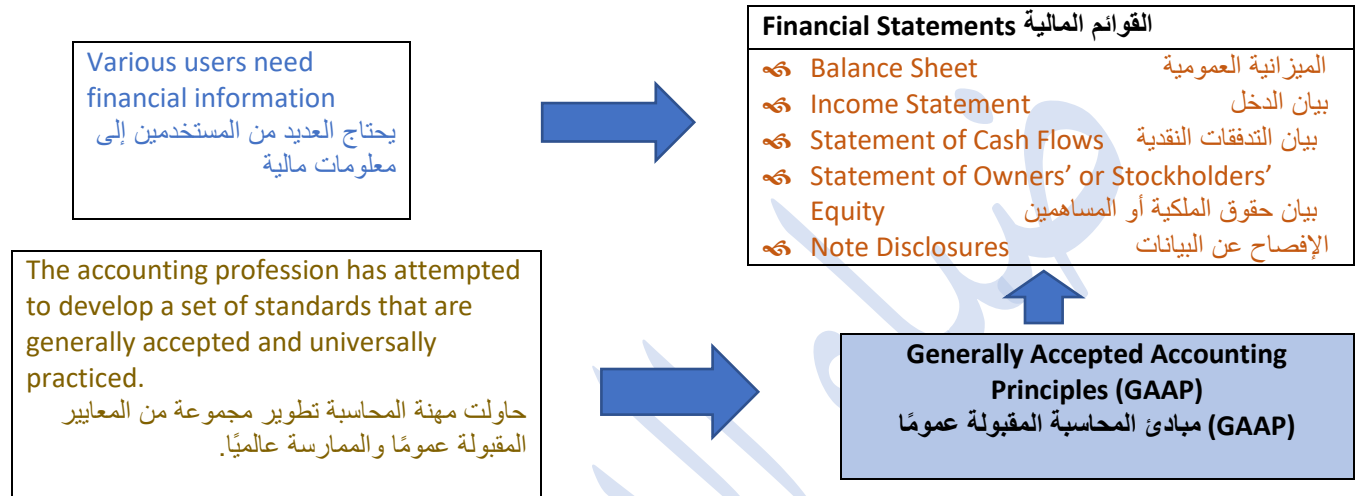 Various users need
financial information
يحتاج العديد من المستخدمين إلى
معلومات مالية
Financial Statements القوائم المالية
Balance Sheet الميزانية العمومية
Income Statement بيان الدخل
Statement of Cash Flows بيان التدفقات النقدية
Statement of Owners' or Stockholders'
Equity بيان حقوق الملكية أو المساهمين
Note Disclosures الإفصاح عن البيانات
The accounting profession has attempted
to develop a set of standards that are
generally accepted and universally
practiced.
حاولت مهنة المحاسبة تطوير مجموعة من المعايير
المقبولة عمومًا والممارسة عالميًا.
Generally Accepted Accounting
Principles (GAAP)
مبادئ المحاسبة المقبولة عمومًا (GAAP)